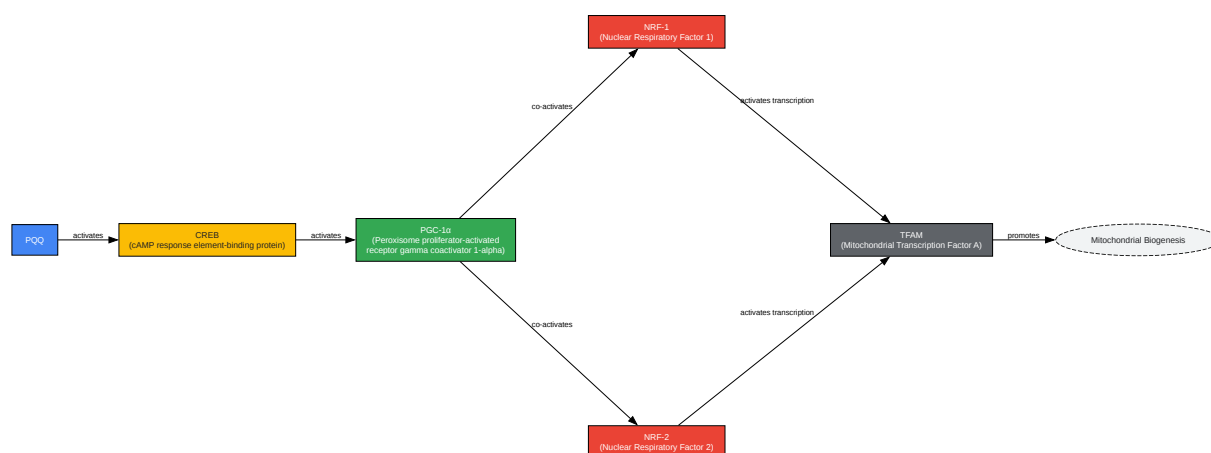 NRF-1
(Nuclear Respiratory Factor 1)
co-activates
activates transcription
PQQ
activates
CREB
(cAMP response element-binding protein)
activates
PGC-1α
(Peroxisome proliferator-activated
receptor gamma coactivator 1-alpha)
TFAM
(Mitochondrial Transcription Factor A)
promotes
Mitochondrial Biogenesis
co-activates
activates transcription
NRF-2
(Nuclear Respiratory Factor 2)